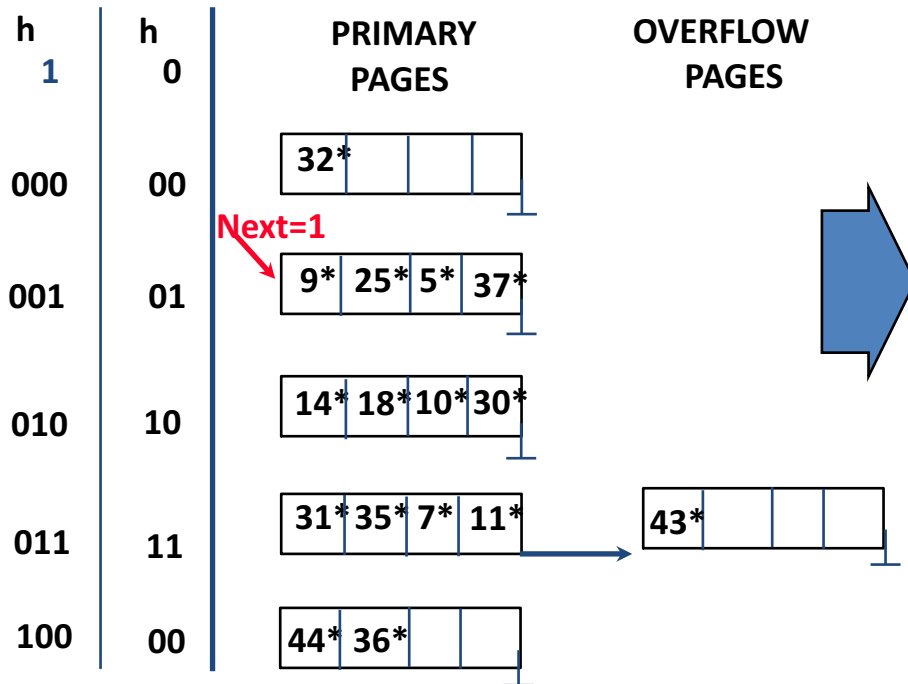 h h PRIMARY OVERFLOW
1 0 PAGES PAGES
32*
000 00
Next=1
9* 25* 5* 37*
001 01
14* 18* 10* 30*
010 10
31* 35* 7* 11* 43*
011 11
100 00 44* 36*